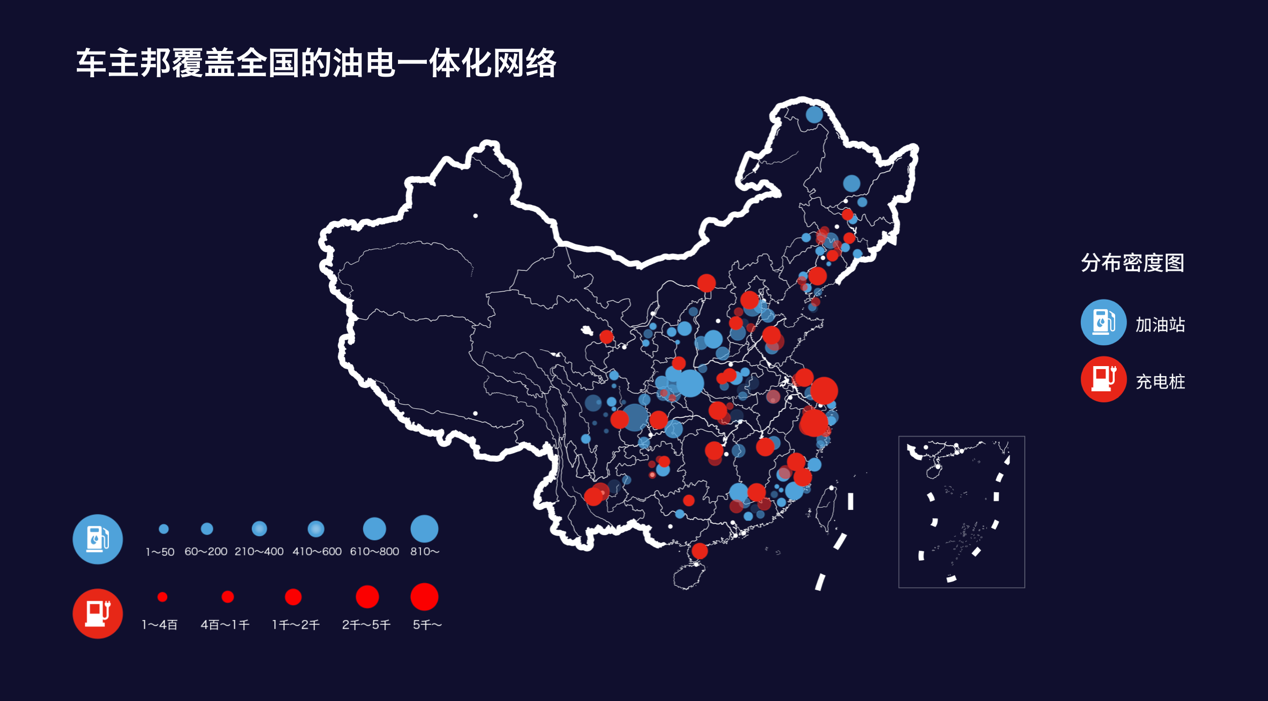 车主邦覆盖全国的油电一体化网络
分布密度图
加油站
充电桩
1～50 60～200 210～400 410～600 610～800 810～
1～4百 4百～1千 1千～2千 2千～5千 5千～